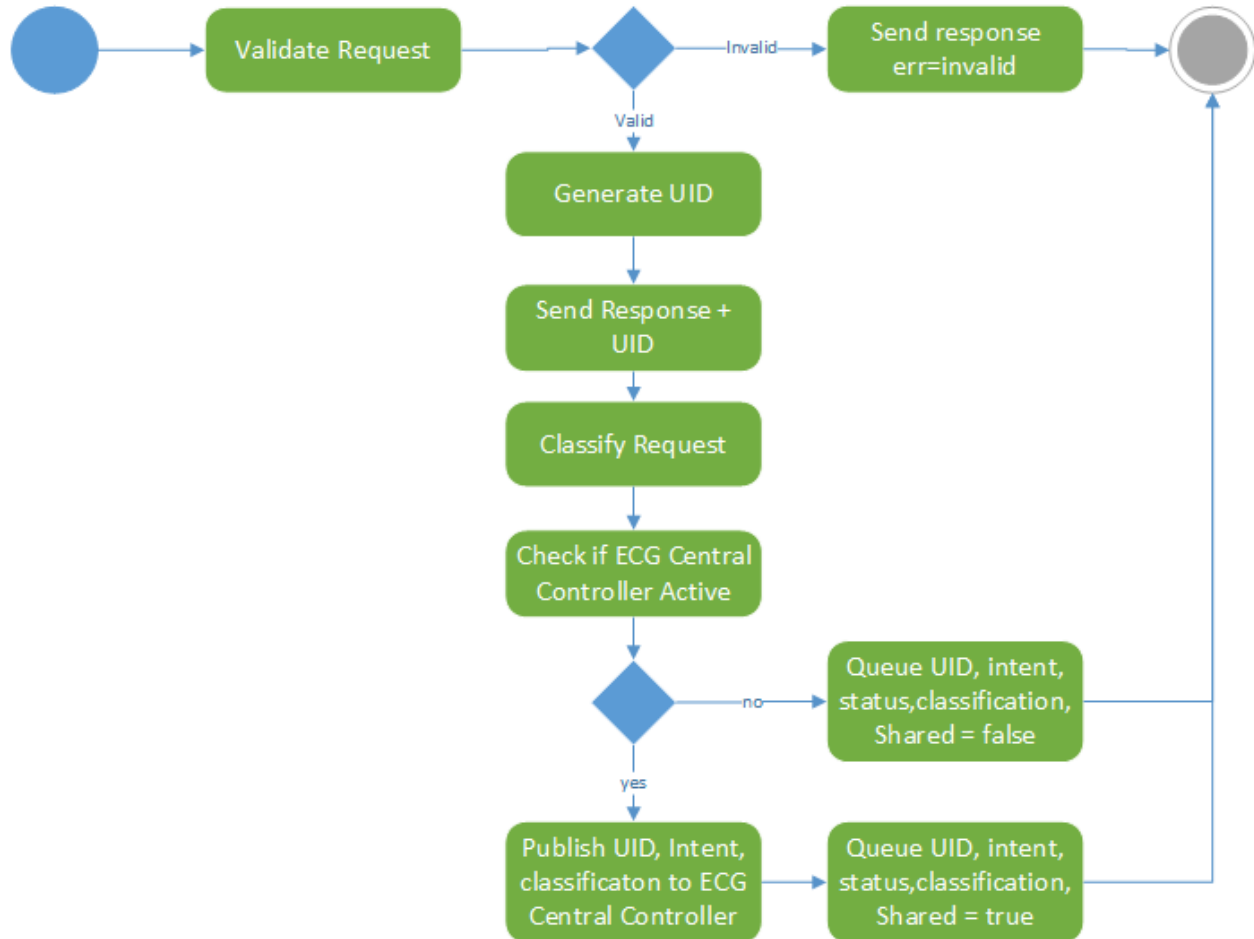 Validate Request
Invalid
Send response
err=invalid
Valid
Generate UID
Send Response +
UID
Classify Request
Check if ECG Central
Controller Active
no
Queue UID, intent,
status,classification,
Shared = false
yes
Publish UID, Intent,
classificaton to ECG
Central Controller
Queue UID, intent,
status,classification,
Shared = true